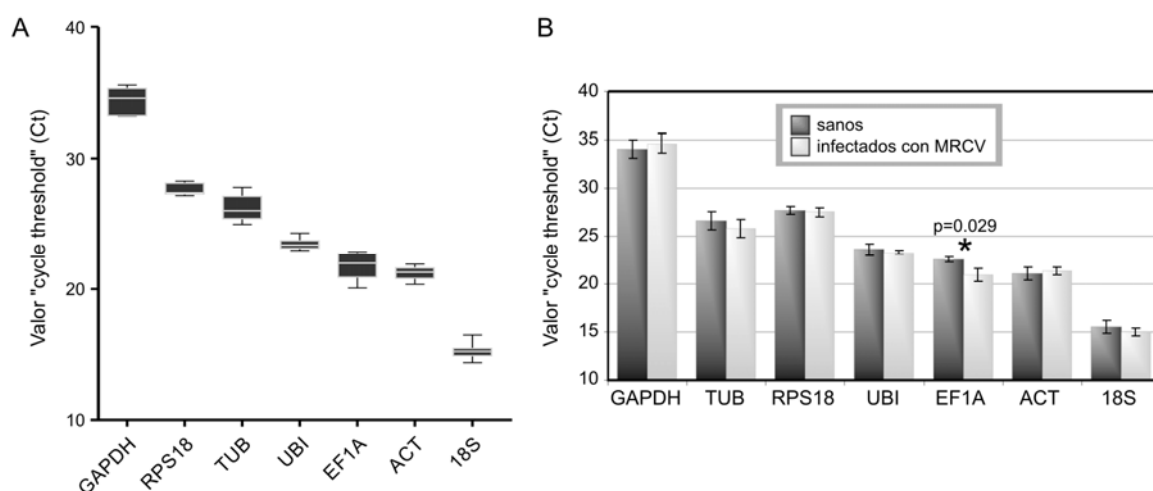 A
Valor "cycle threshold" (Ct)
40
30
20
10
GAPDH
RPS18
TUB
UBI
EF1A
ACT
18S
B
Valor "cycle threshold" (Ct)
40
35
30
25
20
15
10
sanos
infectados con MRCV
p=0.029
*
GAPDH TUB RPS18 UBI EF1A ACT 18S